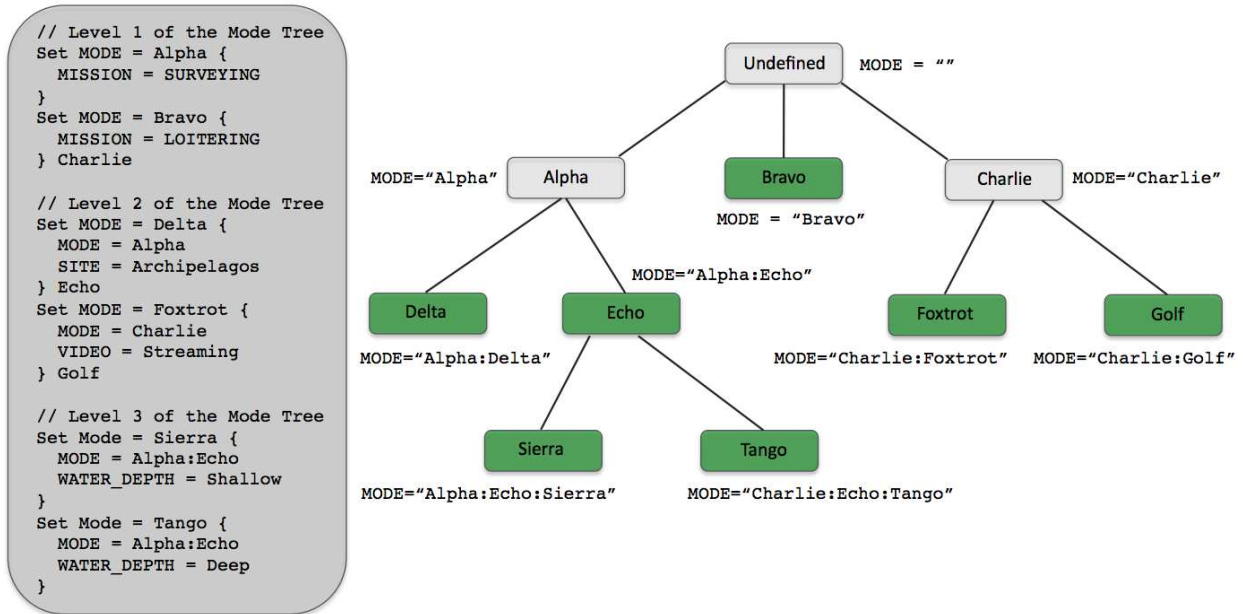 // Level 1 of the Mode Tree
Set MODE = Alpha {
  MISSION = SURVEYING
}
Set MODE = Bravo {
  MISSION = LOITERING
} Charlie

// Level 2 of the Mode Tree
Set MODE = Delta {
  MODE = Alpha
  SITE = Archipelagos
} Echo
Set MODE = Foxtrot {
  MODE = Charlie
  VIDEO = Streaming
} Golf

// Level 3 of the Mode Tree
Set Mode = Sierra {
  MODE = Alpha:Echo
  WATER_DEPTH = Shallow
}
Set Mode = Tango {
  MODE = Alpha:Echo
  WATER_DEPTH = Deep
}
Undefined
MODE = “”
MODE=“Alpha”
Alpha
Bravo
MODE = “Bravo”
Charlie
MODE=“Charlie”
MODE=“Alpha:Echo”
Delta
Echo
Foxtrot
Golf
MODE=“Alpha:Delta”
MODE=“Charlie:Foxtrot”
MODE=“Charlie:Golf”
Sierra
Tango
MODE=“Alpha:Echo:Sierra”
MODE=“Charlie:Echo:Tango”